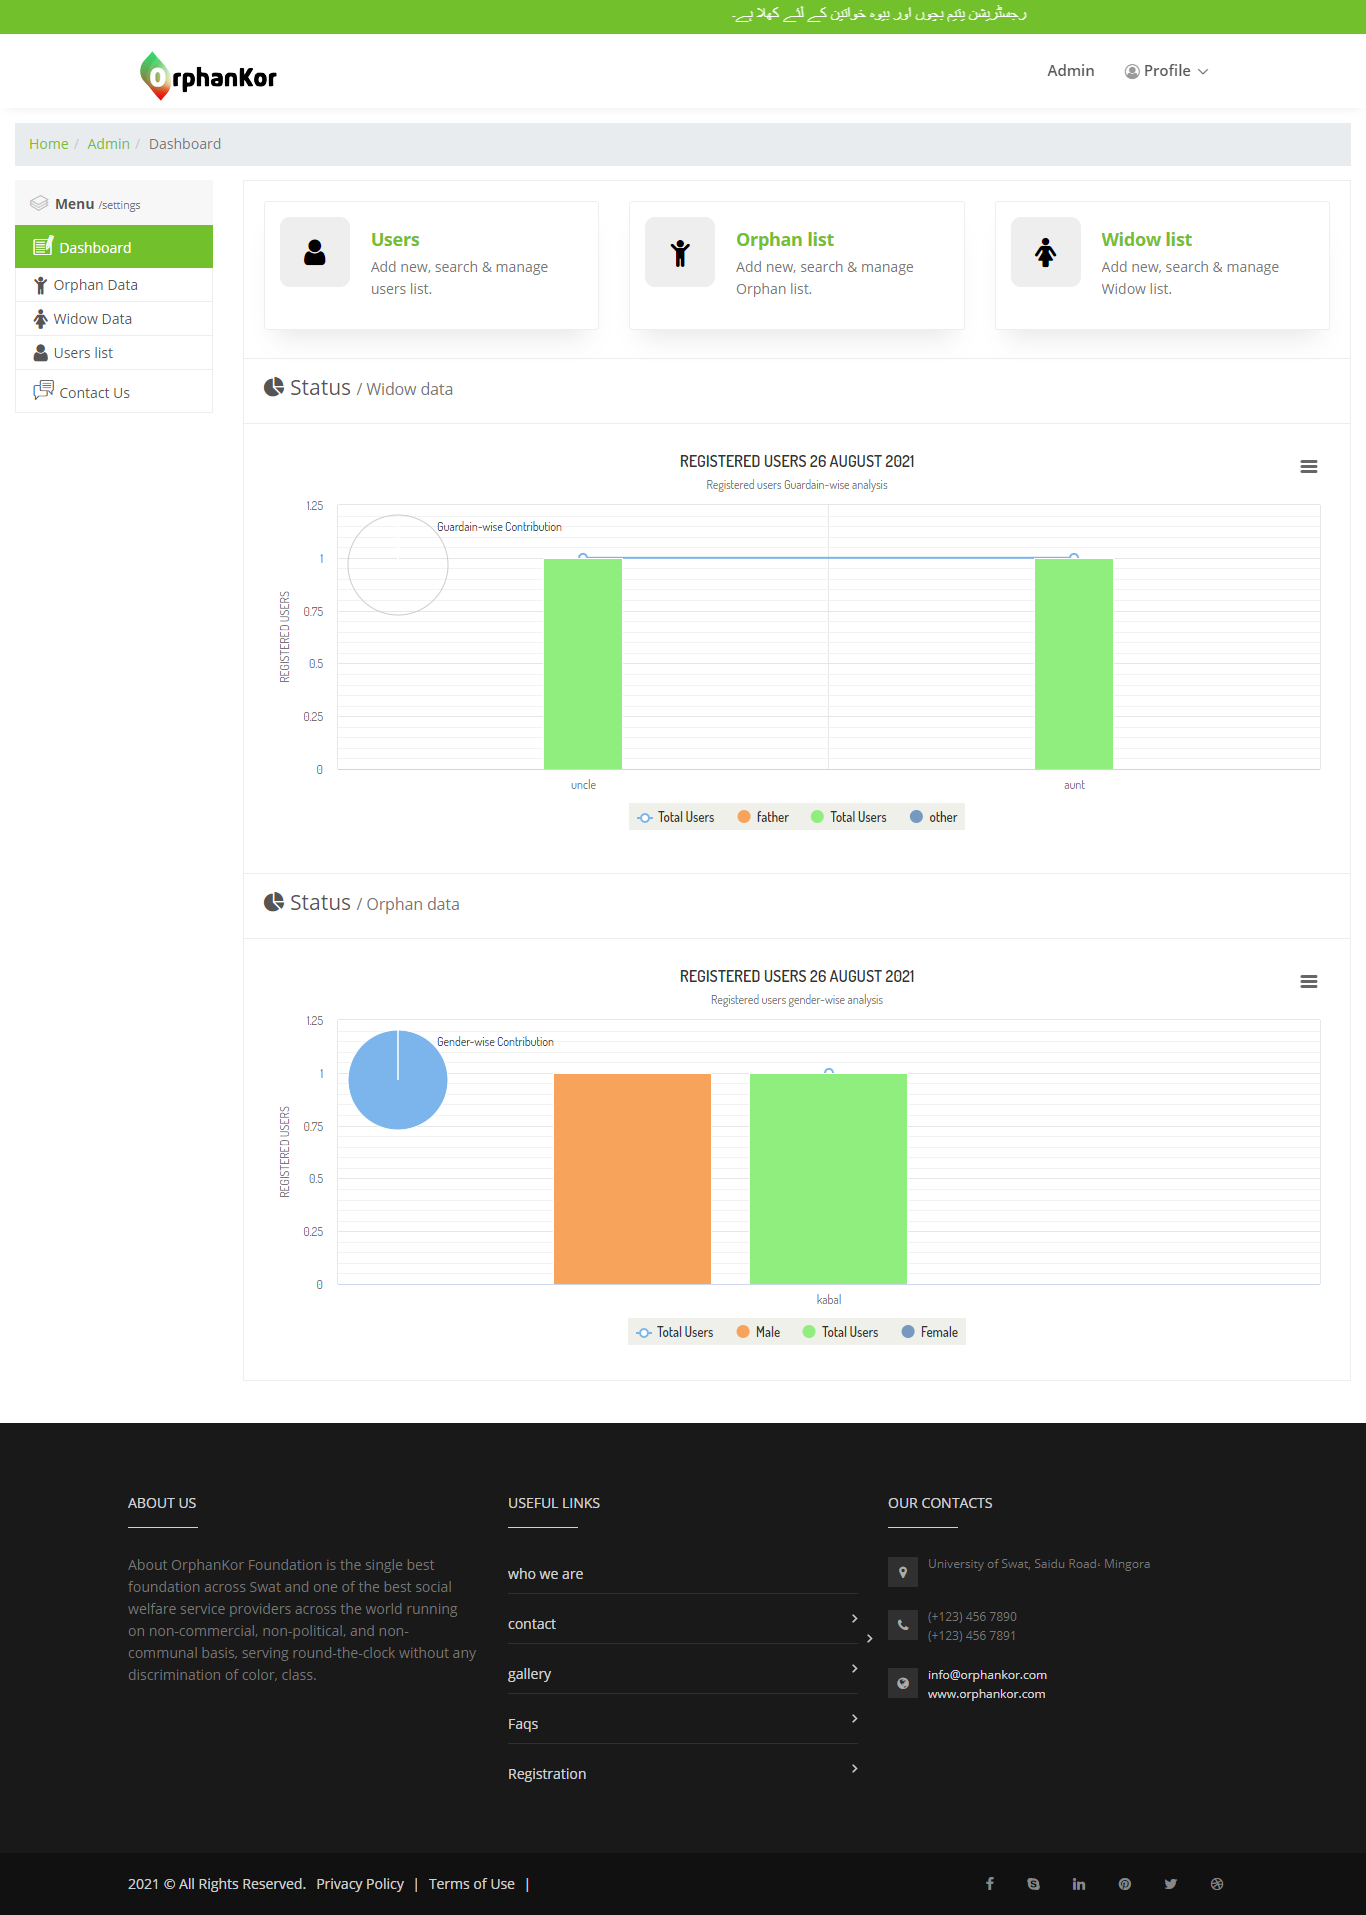 رجسٹریشن یتیم بچوں اور بیوہ خواتین کے لئے کھلا ہے۔
OrphanKor
Admin
Profile
Home / Admin / Dashboard
Menu /settings
Dashboard
Orphan Data
Widow Data
Users list
Contact Us
Users
Add new, search & manage
users list.
Orphan list
Add new, search & manage
Orphan list.
Widow list
Add new, search & manage
Widow list.
Status / Widow data
REGISTERED USERS 26 AUGUST 2021
Registered users Guardain-wise analysis
Guardain-wise Contribution
REGISTERED USERS
1.25
1
0.75
0.5
0.25
0
uncle
aunt
Total Users father Total Users other
Status / Orphan data
REGISTERED USERS 26 AUGUST 2021
Registered users gender-wise analysis
Gender-wise Contribution
REGISTERED USERS
1.25
1
0.75
0.5
0.25
0
kabal
Total Users Male Total Users Female
ABOUT US
About OrphanKor Foundation is the single best
foundation across Swat and one of the best social
welfare service providers across the world running
on non-commercial, non-political, and non-
communal basis, serving round-the-clock without any
discrimination of color, class.
USEFUL LINKS
who we are
contact
gallery
Faqs
Registration
OUR CONTACTS
University of Swat, Saidu Road، Mingora
(+123) 456 7890
(+123) 456 7891
info@orphankor.com
www.orphankor.com
2021 © All Rights Reserved. Privacy Policy | Terms of Use |